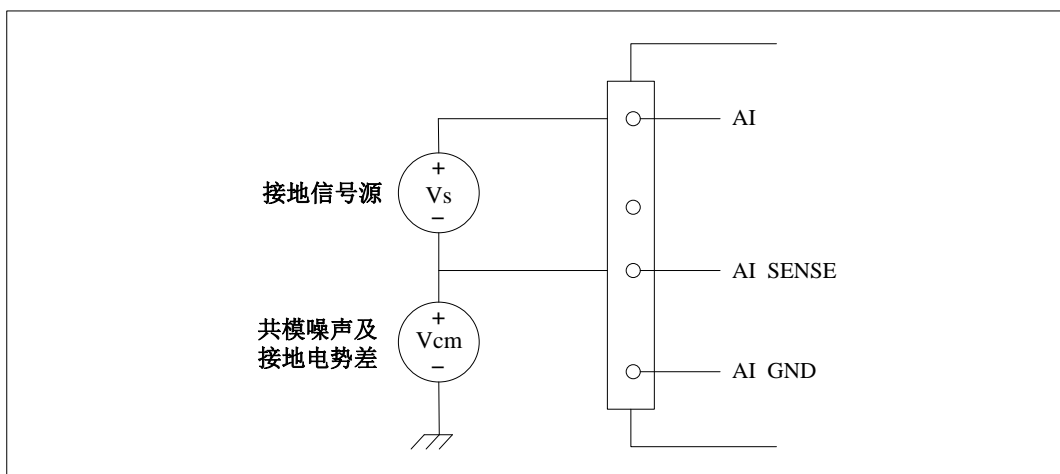 AI
+
接地信号源
Vs
−
AI SENSE
共模噪声及
接地电势差
+
Vcm
−
AI GND